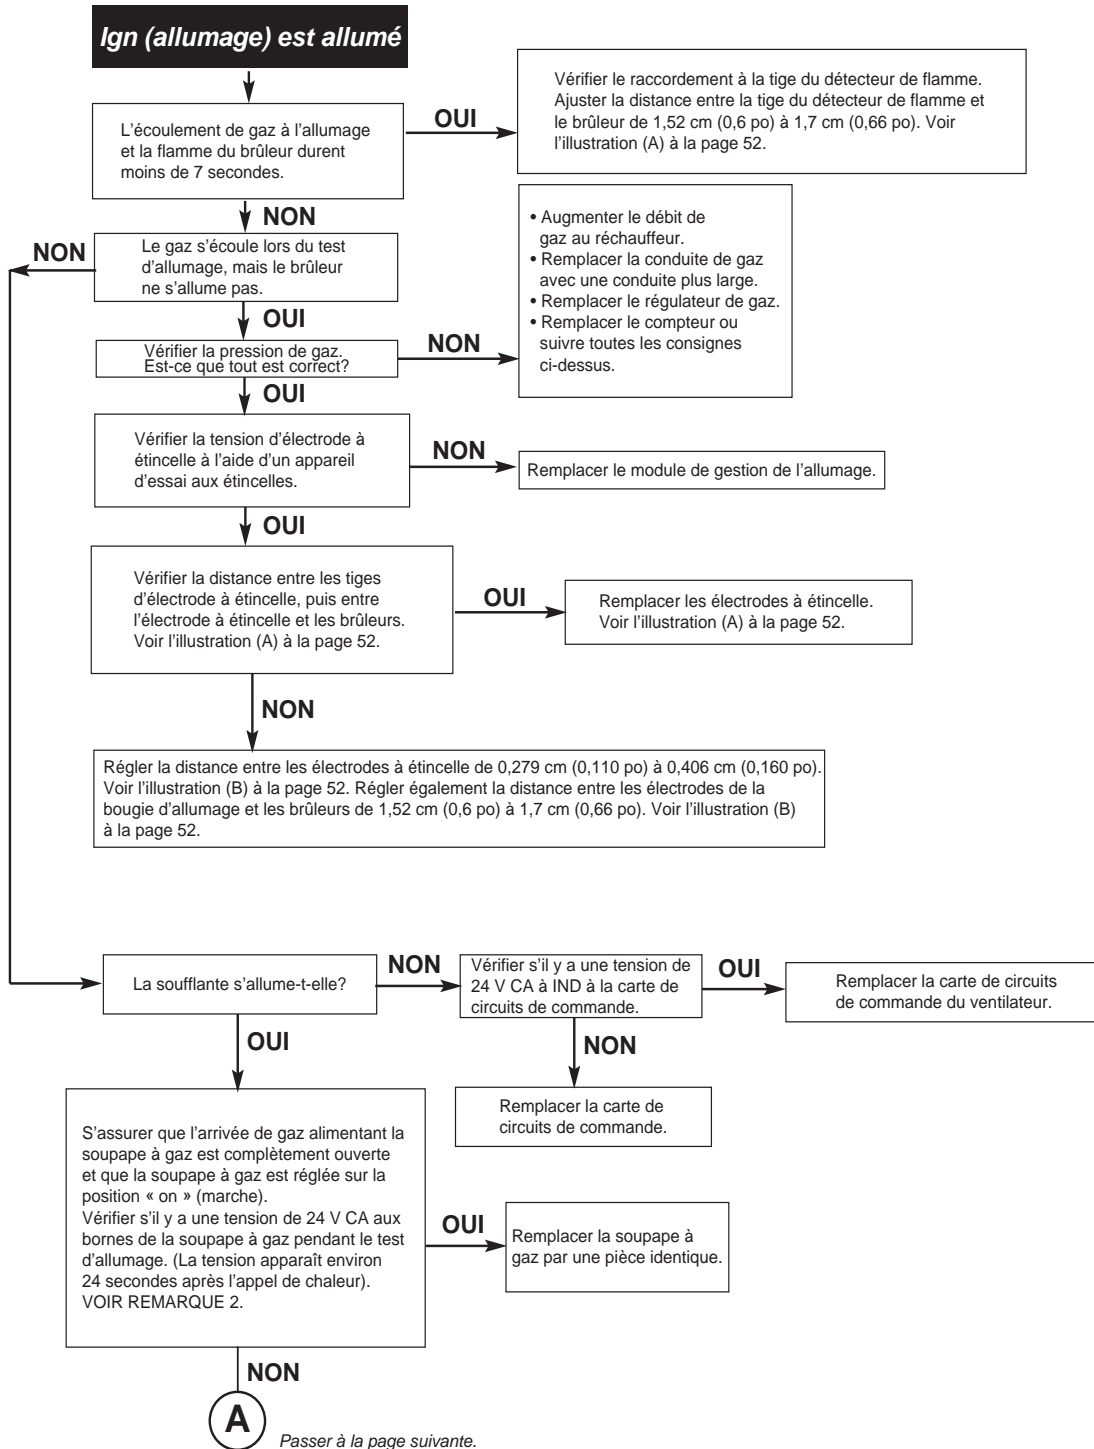 Ign (allumage) est allumé
L'écoulement de gaz à l'allumage
et la flamme du brûleur durent
moins de 7 secondes.
OUI
Vérifier le raccordement à la tige du détecteur de flamme.
Ajuster la distance entre la tige du détecteur de flamme et
le brûleur de 1,52 cm (0,6 po) à 1,7 cm (0,66 po). Voir
l'illustration (A) à la page 52.
NON
NON
Le gaz s'écoule lors du test
d'allumage, mais le brûleur
ne s'allume pas.
OUI
Vérifier la pression de gaz.
Est-ce que tout est correct?
NON
• Augmenter le débit de
gaz au réchauffeur.
• Remplacer la conduite de gaz
avec une conduite plus large.
• Remplacer le régulateur de gaz.
• Remplacer le compteur ou
suivre toutes les consignes
ci-dessus.
OUI
Vérifier la tension d'électrode à
étincelle à l'aide d'un appareil
d'essai aux étincelles.
NON
Remplacer le module de gestion de l'allumage.
OUI
Vérifier la distance entre les tiges
d'électrode à étincelle, puis entre
l'électrode à étincelle et les brûleurs.
Voir l'illustration (A) à la page 52.
OUI
Remplacer les électrodes à étincelle.
Voir l'illustration (A) à la page 52.
NON
Régler la distance entre les électrodes à étincelle de 0,279 cm (0,110 po) à 0,406 cm (0,160 po).
Voir l'illustration (B) à la page 52. Régler également la distance entre les électrodes de la
bougie d'allumage et les brûleurs de 1,52 cm (0,6 po) à 1,7 cm (0,66 po). Voir l'illustration (B)
à la page 52.
La soufflante s'allume-t-elle?
NON
Vérifier s'il y a une tension de
24 V CA à IND à la carte de
circuits de commande.
OUI
Remplacer la carte de circuits
de commande du ventilateur.
OUI
NON
Remplacer la carte de
circuits de commande.
S'assurer que l'arrivée de gaz alimentant la
soupape à gaz est complètement ouverte
et que la soupape à gaz est réglée sur la
position « on » (marche).
Vérifier s'il y a une tension de 24 V CA aux
bornes de la soupape à gaz pendant le test
d'allumage. (La tension apparaît environ
24 secondes après l'appel de chaleur).
VOIR REMARQUE 2.
OUI
Remplacer la soupape à
gaz par une pièce identique.
NON
A
Passer à la page suivante.